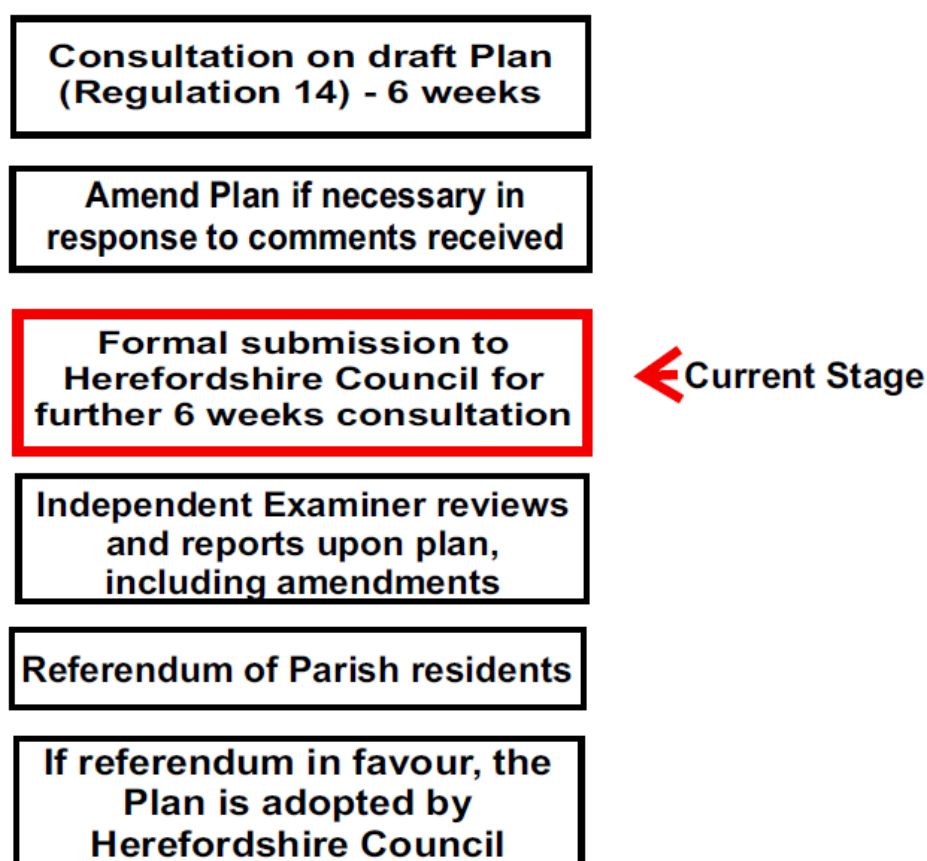 Consultation on draft Plan
(Regulation 14) - 6 weeks
Amend Plan if necessary in
response to comments received
Formal submission to
Herefordshire Council for
further 6 weeks consultation
Current Stage
Independent Examiner reviews
and reports upon plan,
including amendments
Referendum of Parish residents
If referendum in favour, the
Plan is adopted by
Herefordshire Council